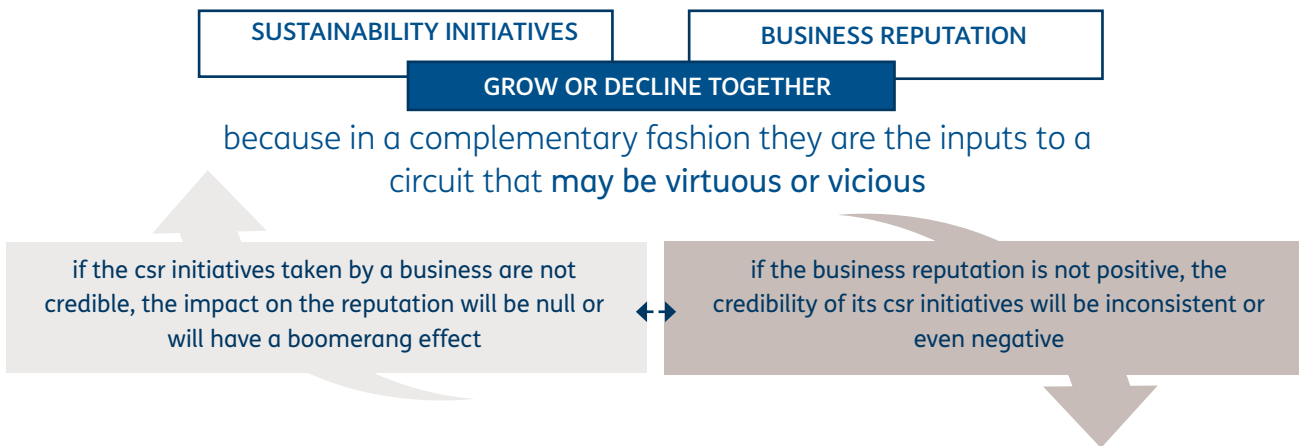 SUSTAINABILITY INITIATIVES
BUSINESS REPUTATION
GROW OR DECLINE TOGETHER
because in a complementary fashion they are the inputs to a
circuit that may be virtuous or vicious
if the csr initiatives taken by a business are not
credible, the impact on the reputation will be null or
will have a boomerang effect
if the business reputation is not positive, the
credibility of its csr initiatives will be inconsistent or
even negative